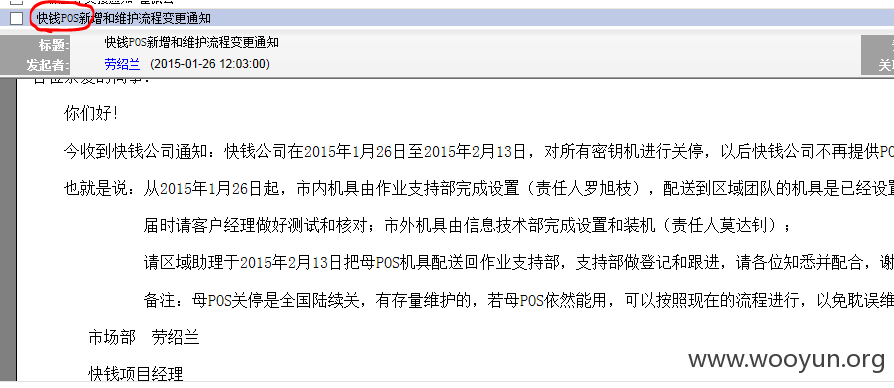 快钱POS新增和维护流程变更通知
标题： 快钱POS新增和维护流程变更通知
发起者： 劳绍兰 (2015-01-26 12:03:00)
你们好！
今收到快钱公司通知：快钱公司在2015年1月26日至2015年2月13日，对所有密钥机进行关停，以后快钱公司不再提供PO
也就是说：从2015年1月26日起，市内机具由作业支持部完成设置（责任人罗旭枝），配送到区域团队的机具是已经设置
届时请客户经理做好测试和核对；市外机具由信息技术部完成设置和装机（责任人莫达钊）；
请区域助理于2015年2月13日把母POS机具配送回作业支持部，支持部做登记和跟进，请各位知悉并配合，谢
备注：母POS关停是全国陆续关，有存量维护的，若母POS依然能用，可以按照现在的流程进行，以免耽误维
市场部 劳绍兰
快钱项目经理
www.wooyun.org